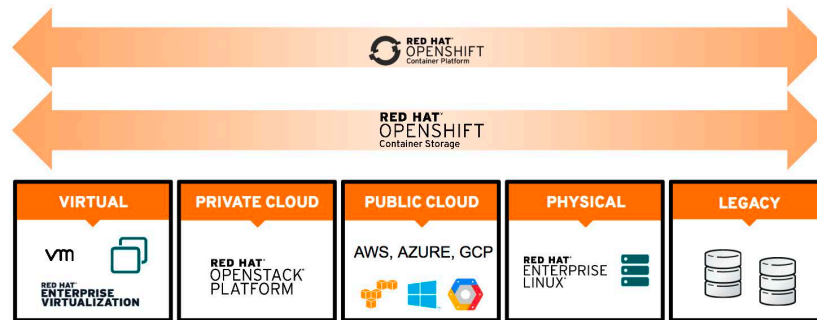 RED HAT®
OPENSHIFT
Container Platform
RED HAT®
OPENSHIFT
Container Storage
VIRTUAL
PRIVATE CLOUD
PUBLIC CLOUD
PHYSICAL
LEGACY
vm
RED HAT®
ENTERPRISE
VIRTUALIZATION
RED HAT®
OPENSTACK®
PLATFORM
AWS, AZURE, GCP
RED HAT®
ENTERPRISE
LINUX®